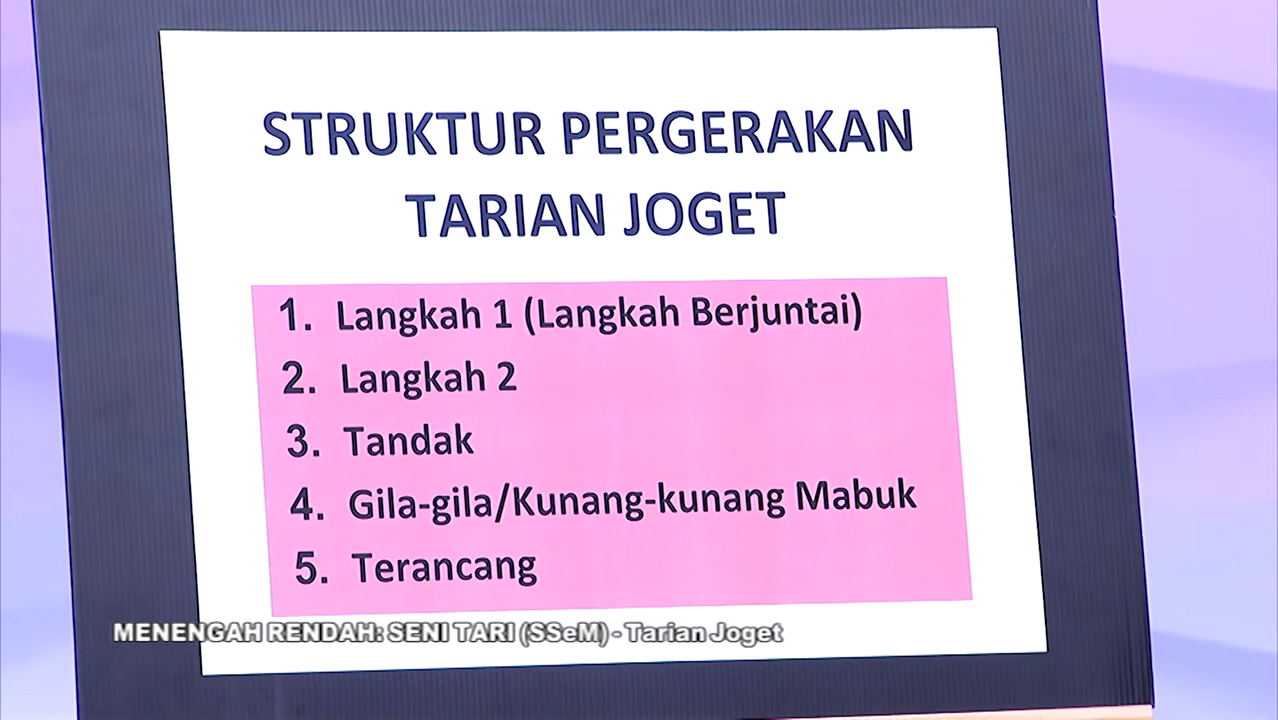 STRUKTUR PERGERAKAN
TARIAN JOGET
1. Langkah 1 (Langkah Berjuntai)
2. Langkah 2
3. Tandak
4. Gila-gila/Kunang-kunang Mabuk
5. Terancang
MENENGAH RENDAH: SENI TARI (SSeM) - Tarian Joget